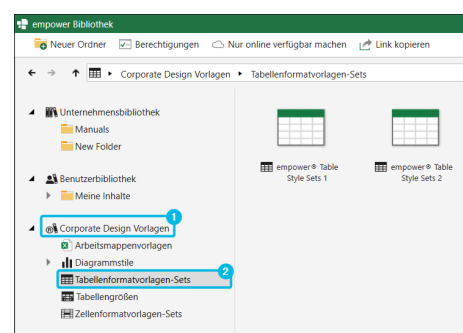 empower Bibliothek
Neuer Ordner Berechtigungen Nur online verfügbar machen Link kopieren
Corporate Design Vorlagen Tabellenformatvorlagen-Sets
Unternehmensbibliothek
Manuals
New Folder
Benutzerbibliothek
Meine Inhalte
Corporate Design Vorlagen 1
Arbeitsmappenvorlagen
Diagrammstile
Tabellenformatvorlagen-Sets 2
Tabellengrößen
Zellenformatvorlagen-Sets
empower® Table
Style Sets 1
empower® Table
Style Sets 2